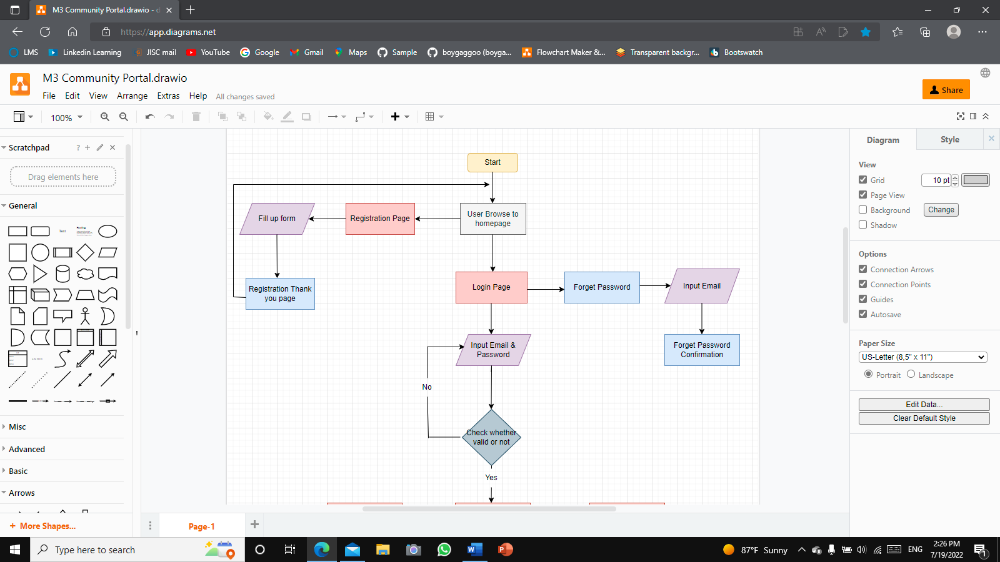 M3 Community Portal.drawio - d
https://app.diagrams.net
LMS
Linkedin Learning
JISC mail
YouTube
Google
Gmail
Maps
Sample
boygaggoo (boyga...
Flowchart Maker &...
Transparent backgr...
Bootswatch
M3 Community Portal.drawio
File Edit View Arrange Extras Help All changes saved
Share
100%
Scratchpad
?
Drag elements here
General
Text
Heading
Misc
Advanced
Basic
Arrows
+ More Shapes...
Start
User Browse to
homepage
Registration Page
Fill up form
Registration Thank
you page
Login Page
Forget Password
Input Email
Forget Password
Confirmation
Input Email &
Password
No
Check whether
valid or not
Yes
Page-1
Diagram
Style
View
Grid
10 pt
Page View
Background
Change
Shadow
Options
Connection Arrows
Connection Points
Guides
Autosave
Paper Size
US-Letter (8,5" x 11")
Portrait
Landscape
Edit Data...
Clear Default Style
Type here to search
87°F Sunny
ENG
2:26 PM
7/19/2022
1